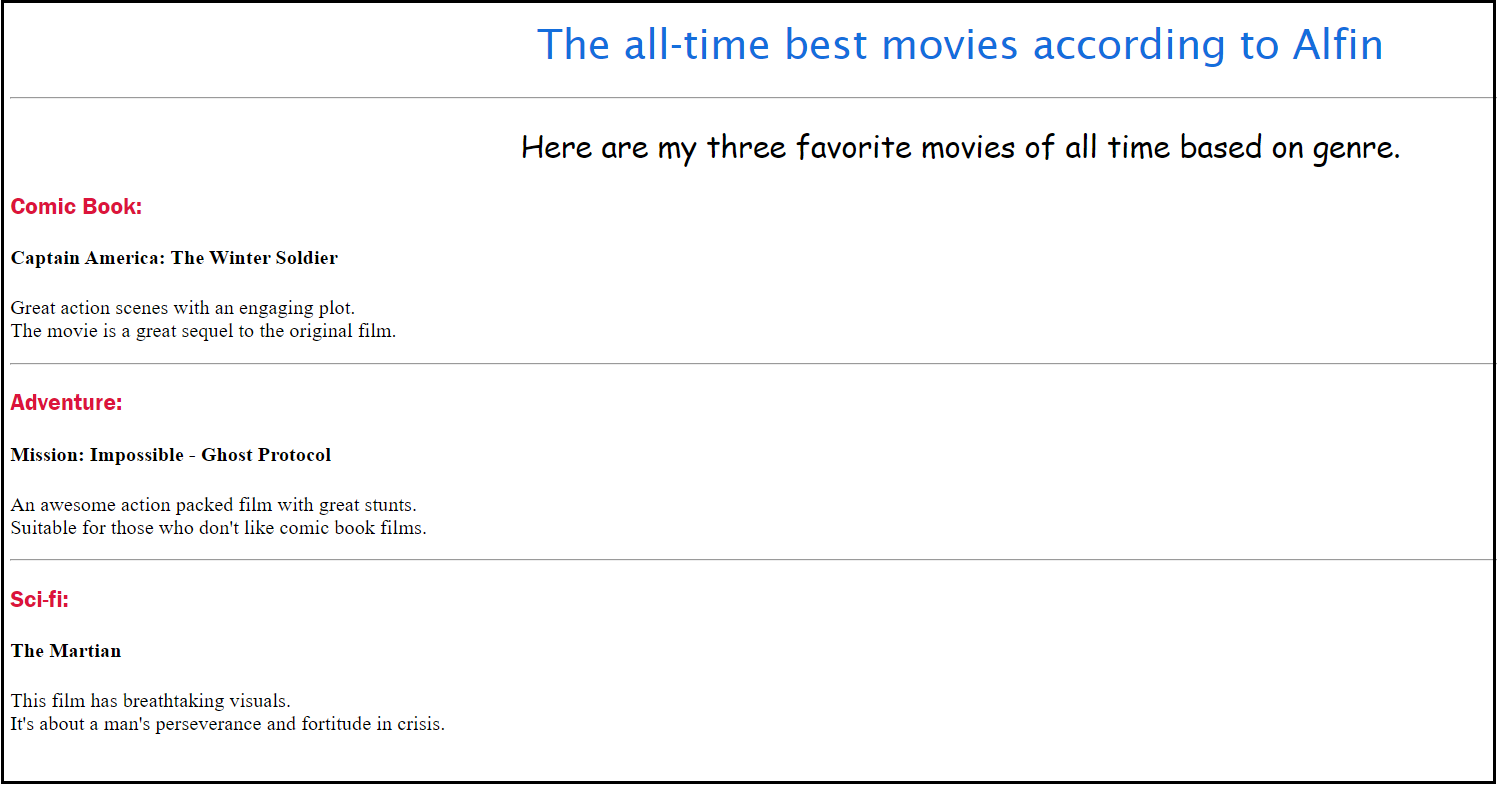 The all-time best movies according to Alfin
Here are my three favorite movies of all time based on genre.
Comic Book:
Captain America: The Winter Soldier
Great action scenes with an engaging plot.
The movie is a great sequel to the original film.
Adventure:
Mission: Impossible - Ghost Protocol
An awesome action packed film with great stunts.
Suitable for those who don't like comic book films.
Sci-fi:
The Martian
This film has breathtaking visuals.
It's about a man's perseverance and fortitude in crisis.